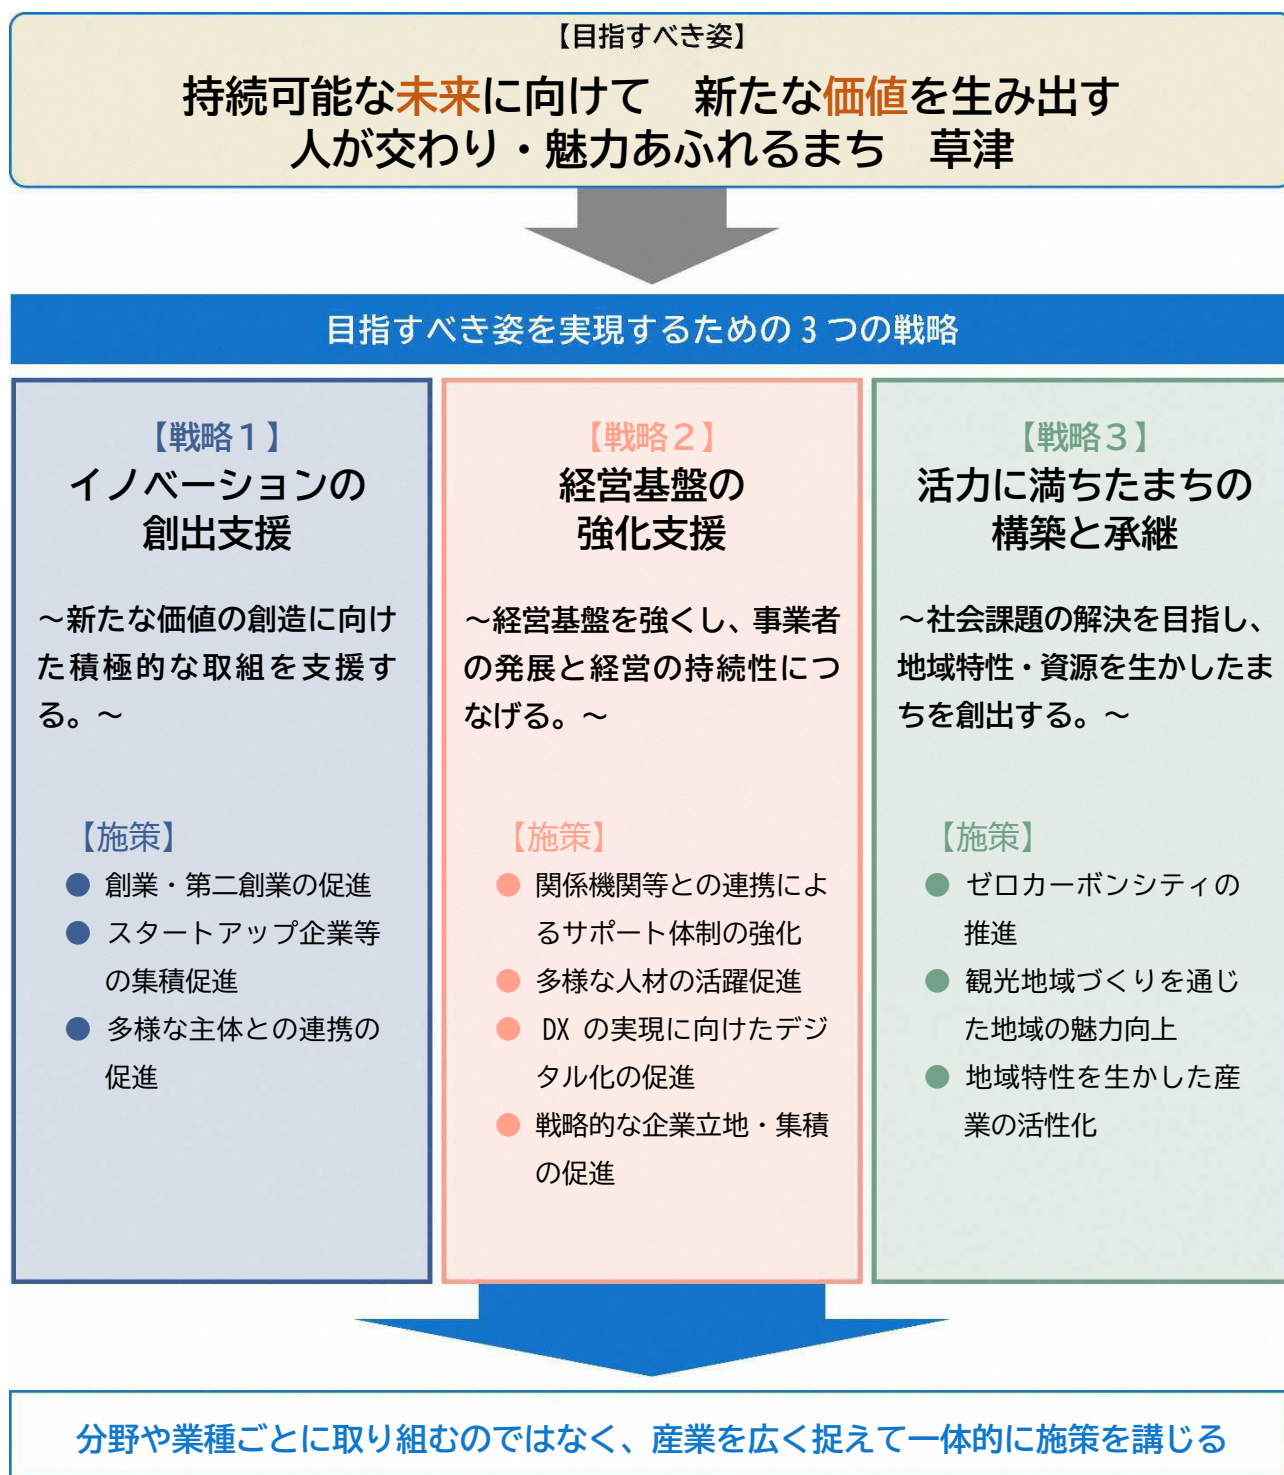 【目指すべき姿】
持続可能な未来に向けて　新たな価値を生み出す
人が交わり・魅力あふれるまち　草津
目指すべき姿を実現するための３つの戦略
【戦略１】
イノベーションの
創出支援
～新たな価値の創造に向け
た積極的な取組を支援す
る。～
【施策】
● 創業・第二創業の促進
● スタートアップ企業等
の集積促進
● 多様な主体との連携の
促進
【戦略２】
経営基盤の
強化支援
～経営基盤を強くし、事業者
の発展と経営の持続性につ
なげる。～
【施策】
● 関係機関等との連携によ
るサポート体制の強化
● 多様な人材の活躍促進
● DX の実現に向けたデジ
タル化の促進
● 戦略的な企業立地・集積
の促進
【戦略３】
活力に満ちたまちの
構築と承継
～社会課題の解決を目指し、
地域特性・資源を生かしたま
ちを創出する。～
【施策】
● ゼロカーボンシティの
推進
● 観光地域づくりを通じ
た地域の魅力向上
● 地域特性を生かした産
業の活性化
分野や業種ごとに取り組むのではなく、産業を広く捉えて一体的に施策を講じる